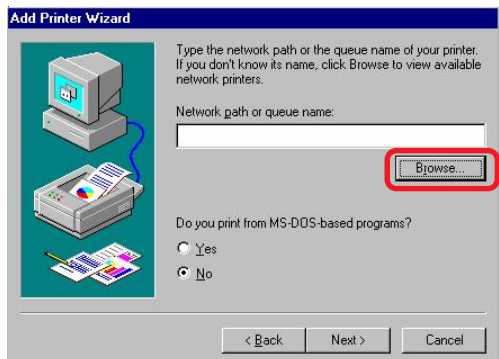 Add Printer Wizard
Type the network path or the queue name of your printer.
If you don't know its name, click Browse to view available
network printers.
Network path or queue name:
Browse...
Do you print from MS-DOS-based programs?
Yes
No
< Back
Next >
Cancel